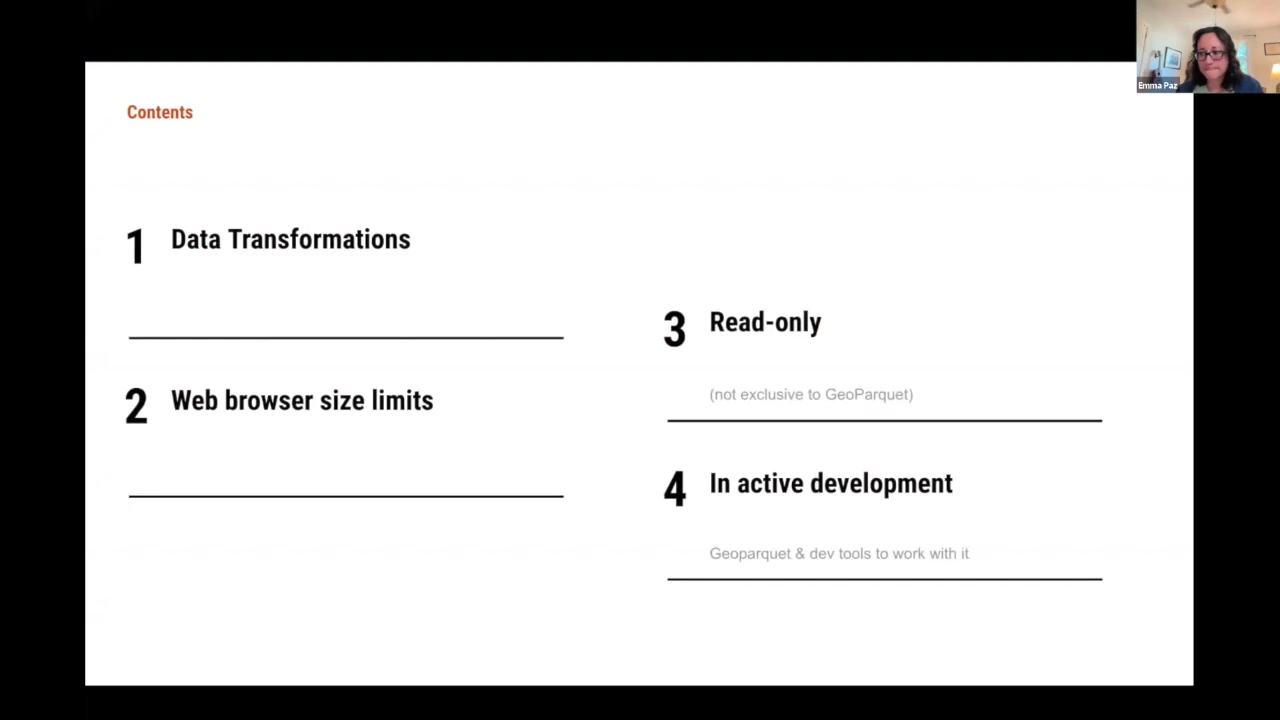 Contents
1 Data Transformations
2 Web browser size limits
3 Read-only
(not exclusive to GeoParquet)
4 In active development
Geoparquet & dev tools to work with it
Emma Paz